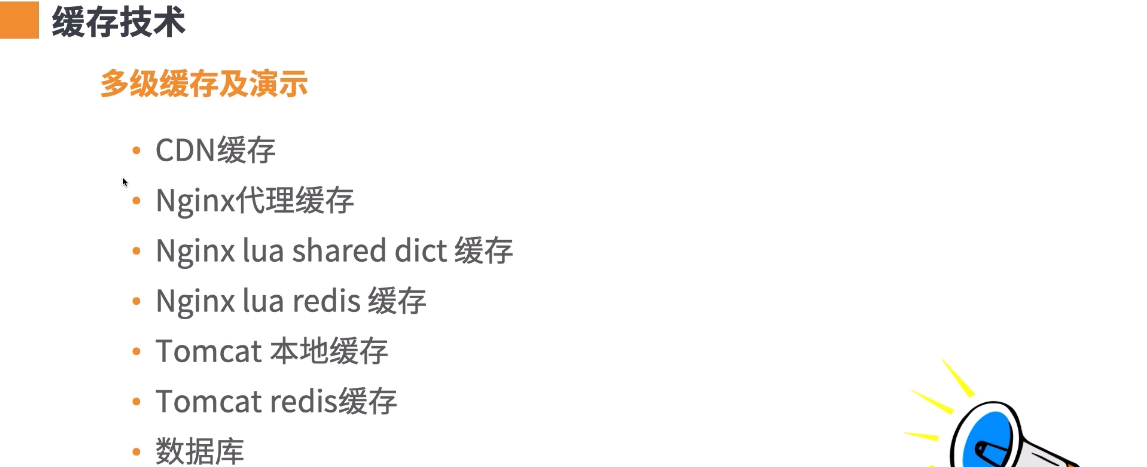 缓存技术
多级缓存及演示
• CDN缓存
• Nginx代理缓存
• Nginx lua shared dict 缓存
• Nginx lua redis 缓存
• Tomcat 本地缓存
• Tomcat redis缓存
• 数据库